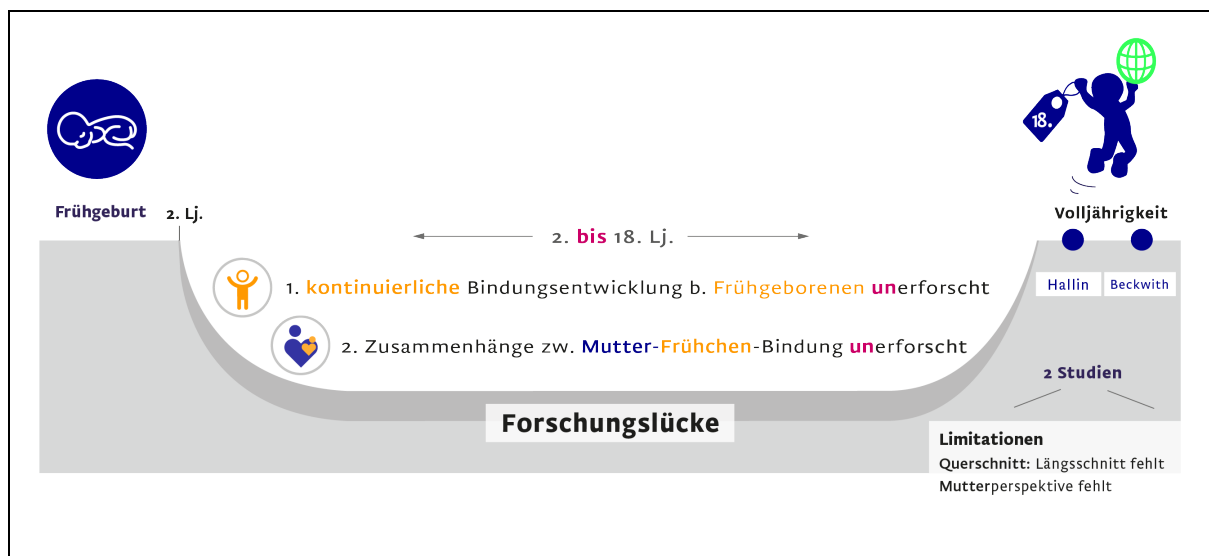 18.
Frühgeburt
2. Lj.
Volljährigkeit
2. bis 18. Lj.
1. kontinuierliche Bindungsentwicklung b. Frühgeborenen unerforscht
Hallin
Beckwith
2. Zusammenhänge zw. Mutter-Frühchen-Bindung unerforscht
2 Studien
Forschungslücke
Limitationen
Querschnitt: Längsschnitt fehlt
Mutterperspektive fehlt